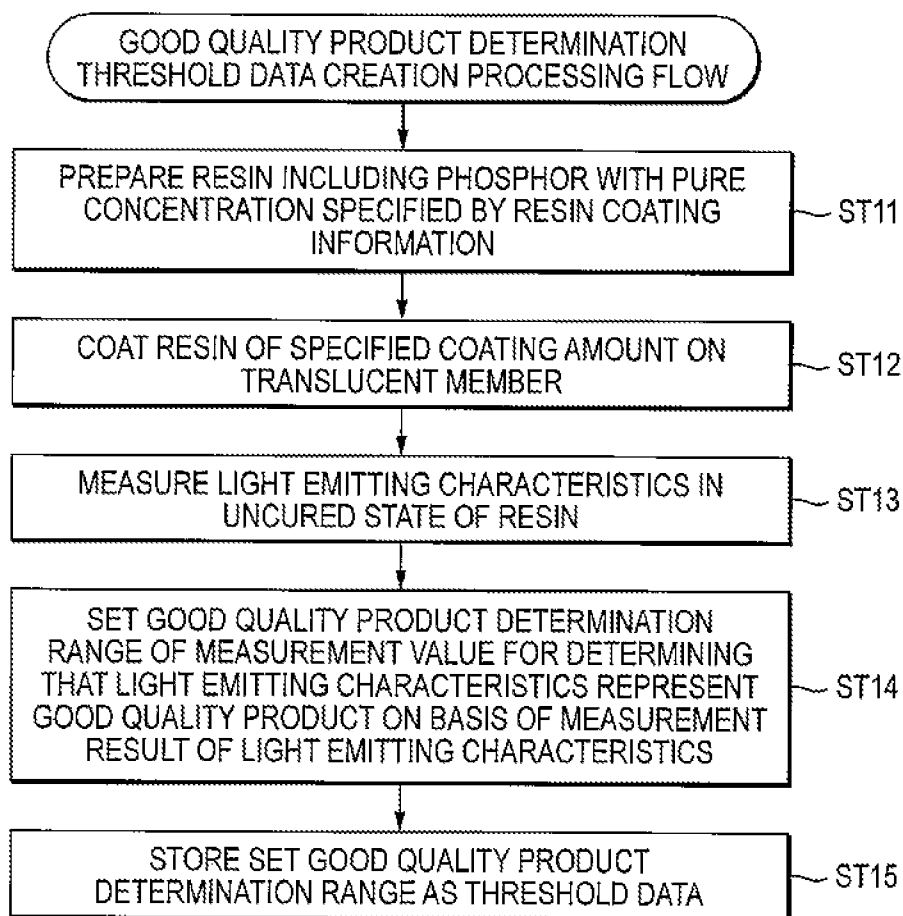 GOOD QUALITY PRODUCT DETERMINATION
THRESHOLD DATA CREATION PROCESSING FLOW
PREPARE RESIN INCLUDING PHOSPHOR WITH PURE
CONCENTRATION SPECIFIED BY RESIN COATING
INFORMATION
ST11
COAT RESIN OF SPECIFIED COATING AMOUNT ON
TRANSLUCENT MEMBER
ST12
MEASURE LIGHT EMITTING CHARACTERISTICS IN
UNCURED STATE OF RESIN
ST13
SET GOOD QUALITY PRODUCT DETERMINATION
RANGE OF MEASUREMENT VALUE FOR DETERMINING
THAT LIGHT EMITTING CHARACTERISTICS REPRESENT
GOOD QUALITY PRODUCT ON BASIS OF MEASUREMENT
RESULT OF LIGHT EMITTING CHARACTERISTICS
ST14
STORE SET GOOD QUALITY PRODUCT
DETERMINATION RANGE AS THRESHOLD DATA
ST15